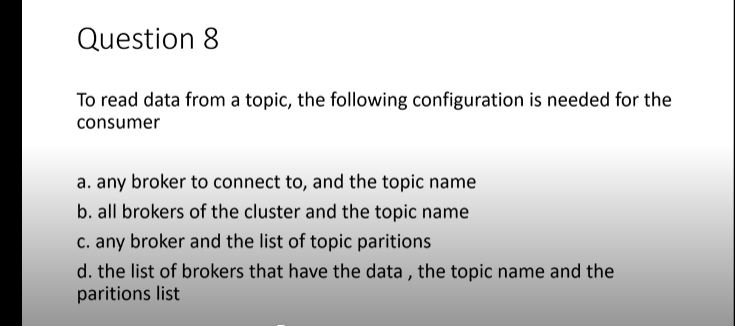 Question 8
To read data from a topic, the following configuration is needed for the
consumer
a. any broker to connect to, and the topic name
b. all brokers of the cluster and the topic name
c. any broker and the list of topic paritions
d. the list of brokers that have the data , the topic name and the
paritions list